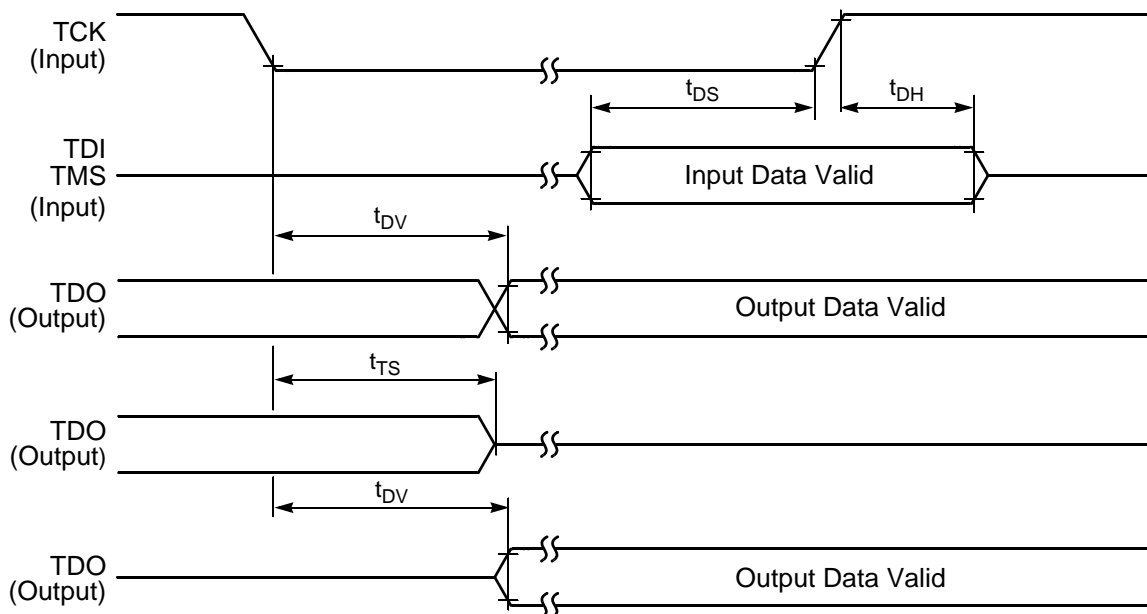 TCK
(Input)
t_DS
t_DH
TDI
TMS
(Input)
Input Data Valid
t_DV
TDO
(Output)
Output Data Valid
t_TS
TDO
(Output)
t_DV
TDO
(Output)
Output Data Valid